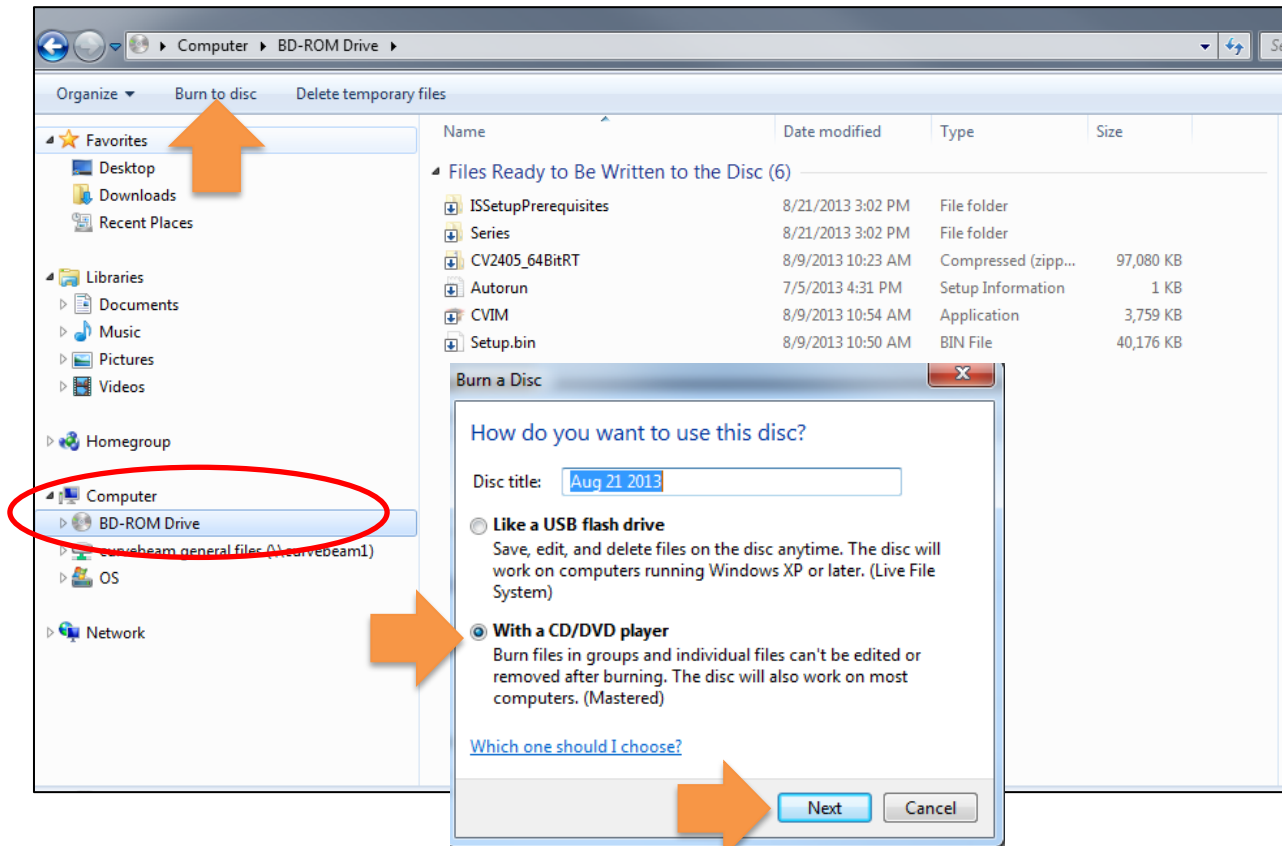 Computer ▸ BD-ROM Drive ▸
Organize ▾ Burn to disc Delete temporary files
Favorites
Desktop
Downloads
Recent Places
Libraries
Documents
Music
Pictures
Videos
Homegroup
Computer
BD-ROM Drive
curvebeam general files (\\curvebeam1)
OS
Network
Name Date modified Type Size
Files Ready to Be Written to the Disc (6)
ISSetupPrerequisites 8/21/2013 3:02 PM File folder
Series 8/21/2013 3:02 PM File folder
CV2405_64BitRT 8/9/2013 10:23 AM Compressed (zipp... 97,080 KB
Autorun 7/5/2013 4:31 PM Setup Information 1 KB
CVIM 8/9/2013 10:54 AM Application 3,759 KB
Setup.bin 8/9/2013 10:50 AM BIN File 40,176 KB
Burn a Disc
How do you want to use this disc?
Disc title: Aug 21 2013
Like a USB flash drive
Save, edit, and delete files on the disc anytime. The disc will
work on computers running Windows XP or later. (Live File
System)
With a CD/DVD player
Burn files in groups and individual files can't be edited or
removed after burning. The disc will also work on most
computers. (Mastered)
Which one should I choose?
Next Cancel